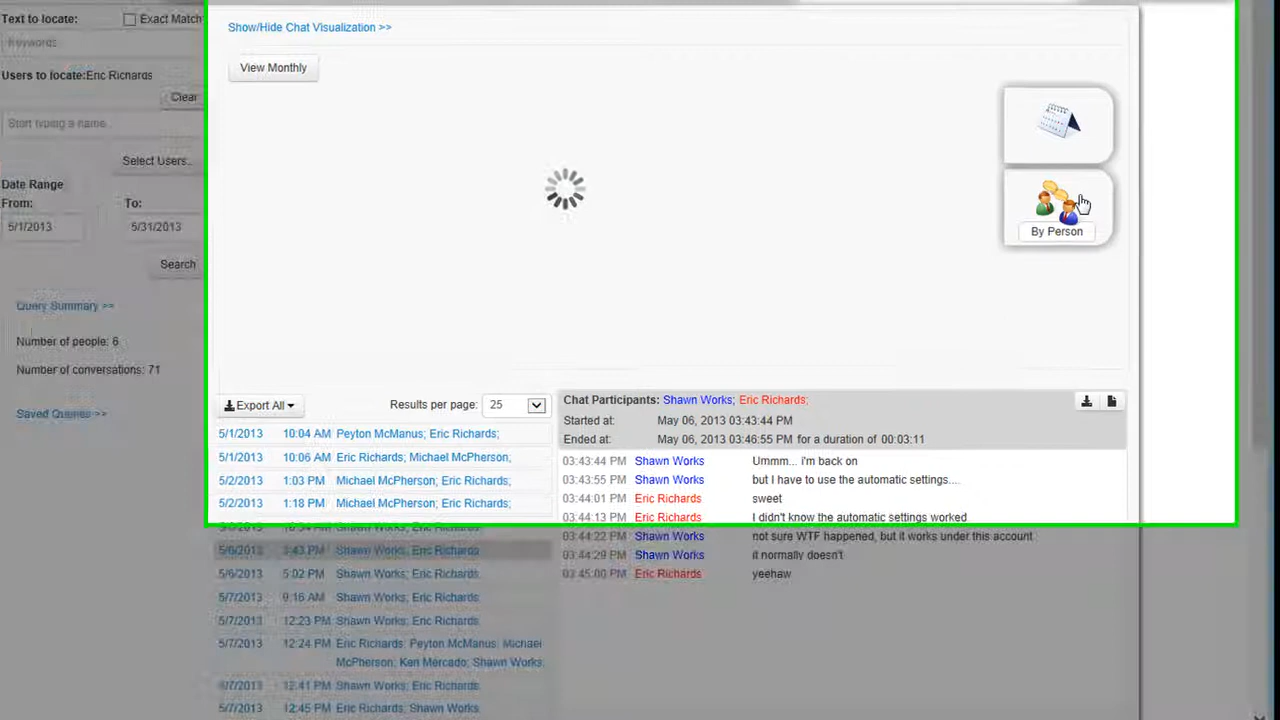 Text to locate:
Exact Match
Keywords
Users to locate:Eric Richards
Clear
Start typing a name...
Select Users...
Date Range
From:
To:
5/1/2013
5/31/2013
Search
Query Summary >>
Number of people: 6
Number of conversations: 71
Saved Queries >>
Show/Hide Chat Visualization >>
View Monthly
By Person
Export All
Results per page: 25
5/1/2013 10:04 AM Peyton McManus; Eric Richards;
5/1/2013 10:06 AM Eric Richards; Michael McPherson;
5/2/2013 1:03 PM Michael McPherson; Eric Richards;
5/2/2013 1:18 PM Michael McPherson; Eric Richards;
Shawn Works; Eric Richards;
5/6/2013 3:43 PM Shawn Works; Eric Richards;
5/6/2013 5:02 PM Shawn Works; Eric Richards;
5/7/2013 9:16 AM Shawn Works; Eric Richards;
5/7/2013 12:23 PM Shawn Works; Eric Richards;
5/7/2013 12:24 PM Eric Richards; Peyton McManus; Michael
McPherson; Ken Mercado; Shawn Works;
5/7/2013 12:41 PM Shawn Works; Eric Richards;
5/7/2013 12:45 PM Eric Richards; Shawn Works;
Chat Participants: Shawn Works; Eric Richards;
Started at: May 06, 2013 03:43:44 PM
Ended at: May 06, 2013 03:46:55 PM for a duration of 00:03:11
03:43:44 PM Shawn Works Ummm... i'm back on
03:43:55 PM Shawn Works but I have to use the automatic settings....
03:44:01 PM Eric Richards sweet
03:44:13 PM Eric Richards I didn't know the automatic settings worked
03:44:22 PM Shawn Works not sure WTF happened, but it works under this account
03:44:29 PM Shawn Works it normally doesn't
03:45:00 PM Eric Richards yeehaw